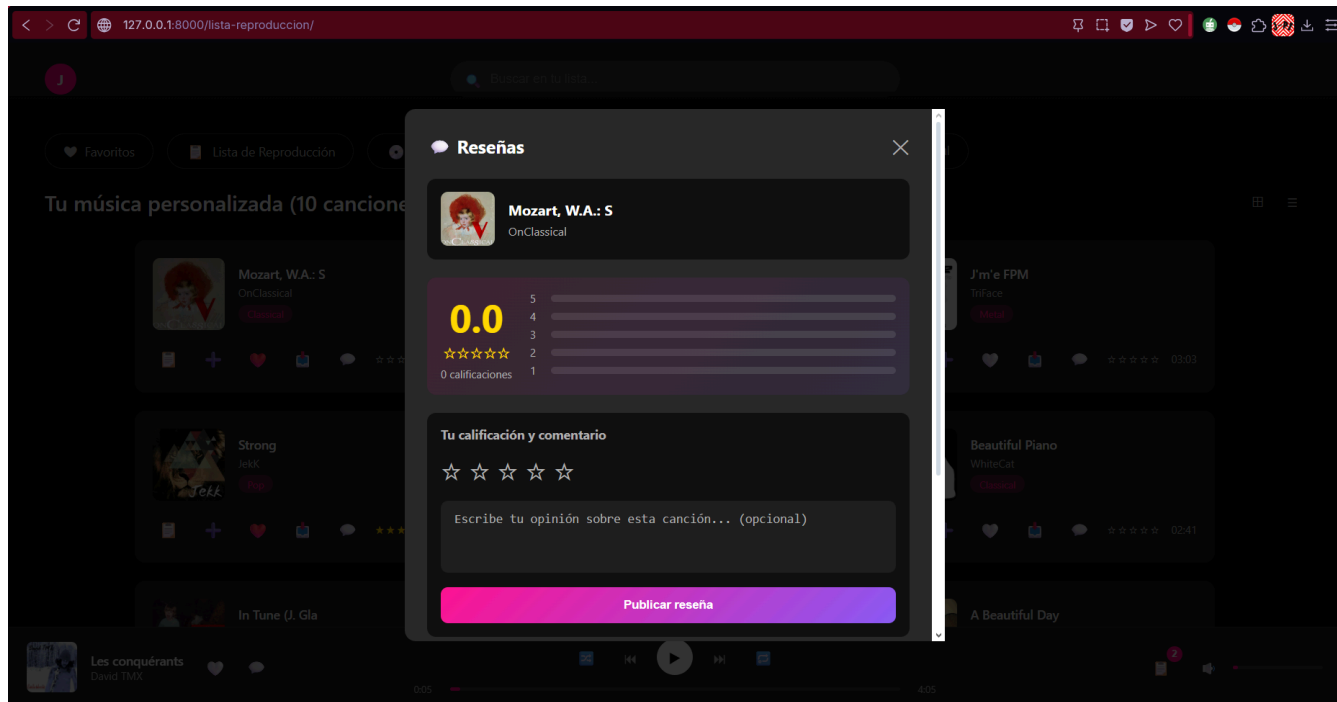 127.0.0.1:8000/lista-reproduccion/
J
Buscar en tu lista...
Favoritos
Lista de Reproducción
Tu música personalizada (10 cancione
Reseñas
Mozart, W.A.: S
OnClassical
0.0
0 calificaciones
5
4
3
2
1
Tu calificación y comentario
Escribe tu opinión sobre esta canción... (opcional)
Publicar reseña
Mozart, W.A.: S
OnClassical
Classical
J'm'e FPM
TriFace
Metal
03:03
Strong
JekK
Pop
Jekk
Beautiful Piano
WhiteCat
Classical
02:41
In Tune (J. Gla
A Beautiful Day
Les conquérants
David TMX
0:05
4:05
2